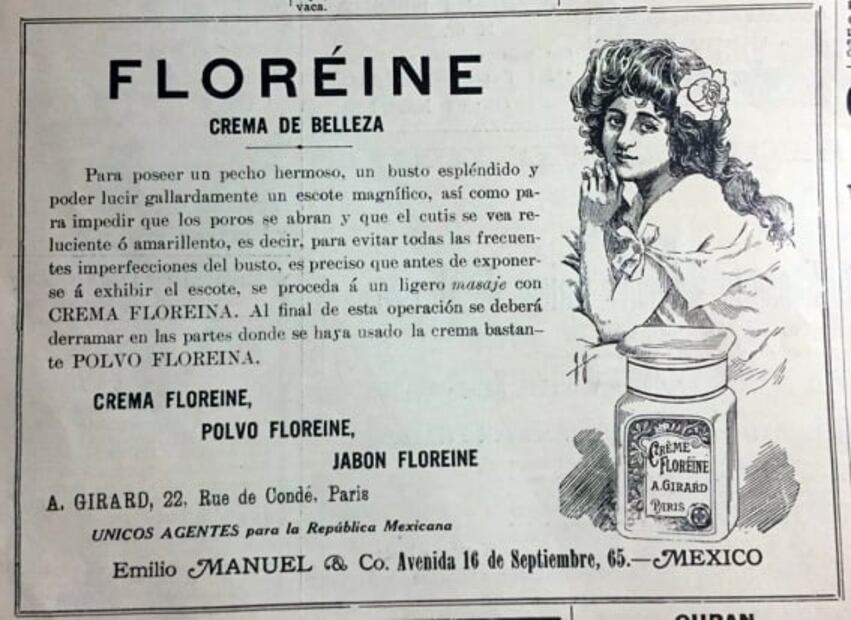 vaca.
FLORÉINE
CREMA DE BELLEZA
Para poseer un pecho hermoso, un busto espléndido y
poder lucir gallardamente un escote magnífico, así como pa-
ra impedir que los poros se abran y que el cutis se vea re-
luciente ó amarillento, es decir, para evitar todas las frecuen-
tes imperfecciones del busto, es preciso que antes de exponer-
se á exhibir el escote, se proceda á un ligero masaje con
CREMA FLOREINA. Al final de esta operación se deberá
derramar en las partes donde se haya usado la crema bastan-
te POLVO FLOREINA.
CREMA FLOREINE,
POLVO FLOREINE,
JABON FLOREINE
A. GIRARD, 22, Rue de Condé, Paris
UNICOS AGENTES para la República Mexicana
Emilio MANUEL & Co. Avenida 16 de Septiembre, 65.—MEXICO
H
CRÈME
FLORÉINE
A. GIRARD
PARIS